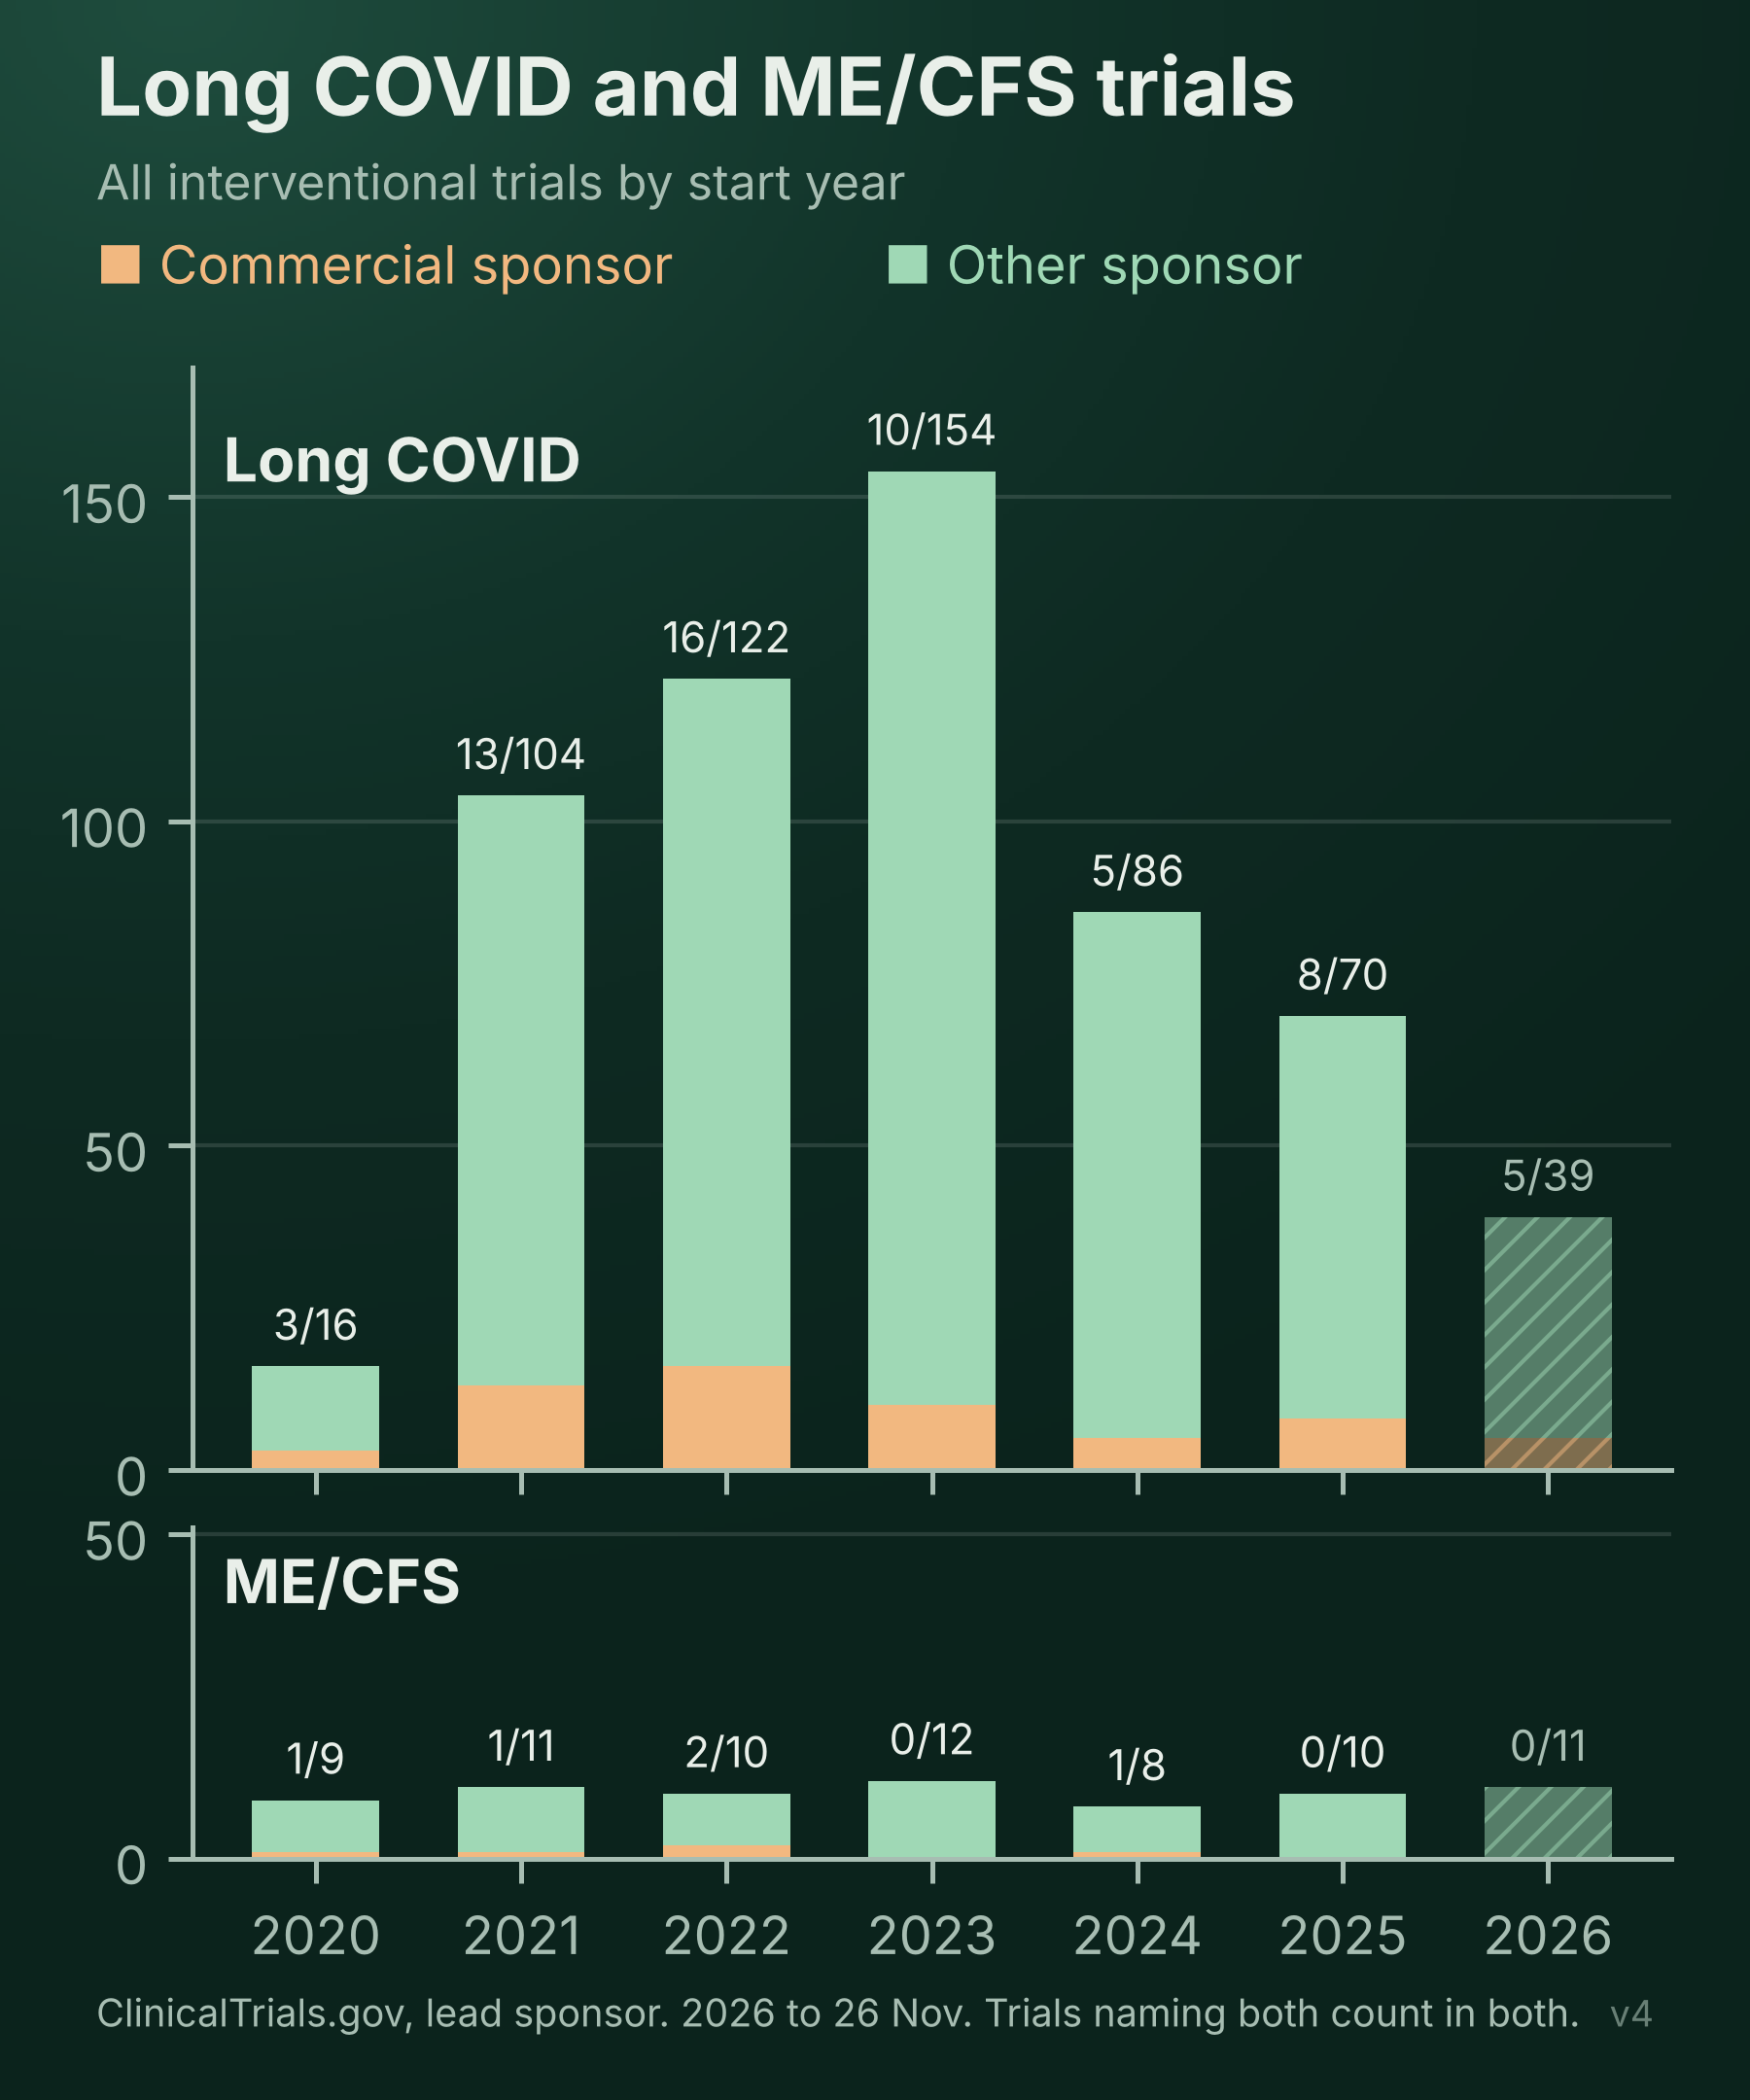 Long COVID and ME/CFS trials
All interventional trials by start year
Commercial sponsor Other sponsor
Long COVID
150
100
50
0
3/16
13/104
16/122
10/154
5/86
8/70
5/39
ME/CFS
50
0
1/9
1/11
2/10
0/12
1/8
0/10
0/11
2020 2021 2022 2023 2024 2025 2026
ClinicalTrials.gov, lead sponsor. 2026 to 26 Nov. Trials naming both count in both. v4